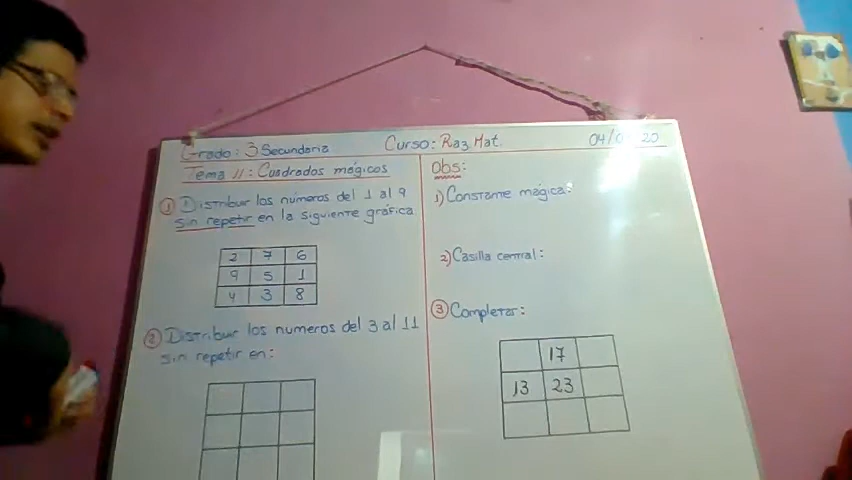 Grado: 3 Secundaria
Curso: Raz. Mat.
Tema 11: Cuadrados mágicos
① Distribuir los números del 1 al 9
sin repetir en la siguiente gráfica
2 7 6
9 5 1
4 3 8
② Distribuir los numeros del 3 al 11
sin repetir en:
Obs:
1) Constante mágica:
2) Casilla central:
③ Completar:
17
13 23